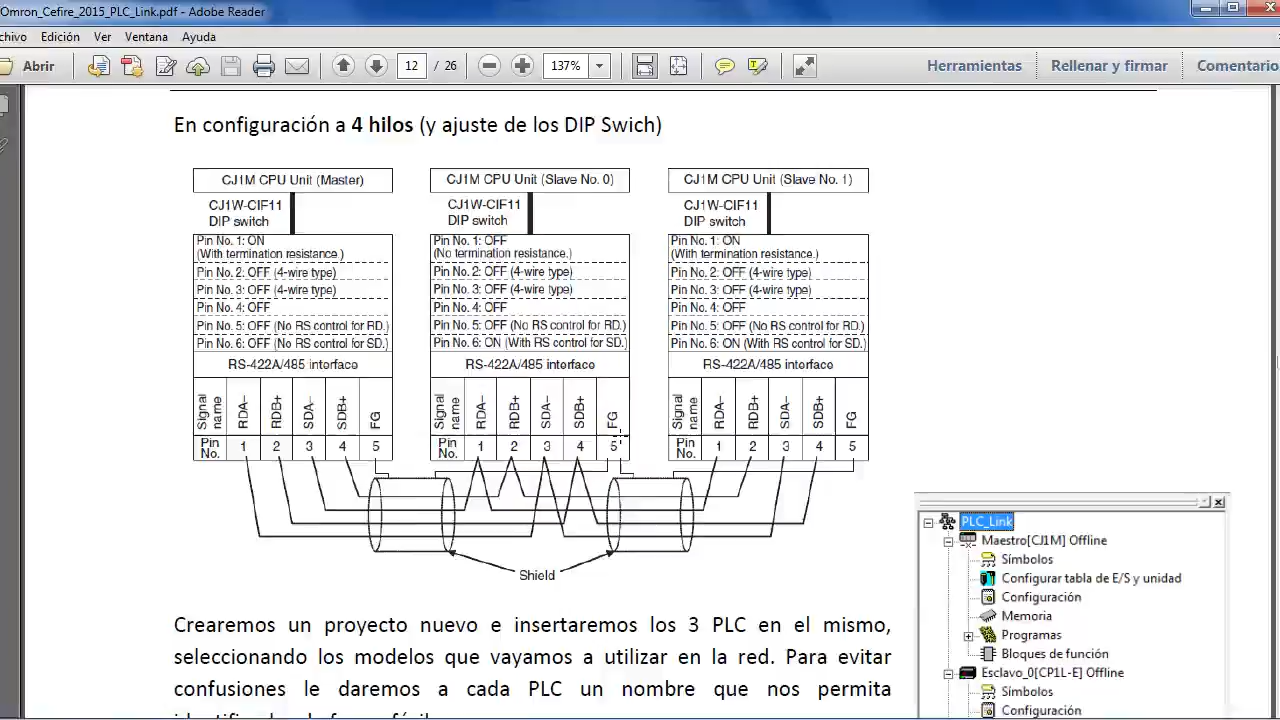 Omron_Cefire_2015_PLC_Link.pdf - Adobe Reader
chivo Edición Ver Ventana Ayuda
Abrir 12 / 26 137% Herramientas Rellenar y firmar Comentario
En configuración a 4 hilos (y ajuste de los DIP Swich)
CJ1M CPU Unit (Master) CJ1M CPU Unit (Slave No. 0) CJ1M CPU Unit (Slave No. 1)
CJ1W-CIF11 CJ1W-CIF11 CJ1W-CIF11
DIP switch DIP switch DIP switch
Pin No. 1: ON Pin No. 1: OFF Pin No. 1: ON
(With termination resistance.) (No termination resistance.) (With termination resistance.)
Pin No. 2: OFF (4-wire type) Pin No. 2: OFF (4-wire type) Pin No. 2: OFF (4-wire type)
Pin No. 3: OFF (4-wire type) Pin No. 3: OFF (4-wire type) Pin No. 3: OFF (4-wire type)
Pin No. 4: OFF Pin No. 4: OFF Pin No. 4: OFF
Pin No. 5: OFF (No RS control for RD.) Pin No. 5: OFF (No RS control for RD.) Pin No. 5: OFF (No RS control for RD.)
Pin No. 6: OFF (No RS control for SD.) Pin No. 6: ON (With RS control for SD.) Pin No. 6: ON (With RS control for SD.)
RS-422A/485 interface RS-422A/485 interface RS-422A/485 interface
Signal name RDA– RDB+ SDA– SDB+ FG Signal name RDA– RDB+ SDA– SDB+ FG Signal name RDA– RDB+ SDA– SDB+ FG
Pin No. 1 2 3 4 5 Pin No. 1 2 3 4 5 Pin No. 1 2 3 4 5
Shield
PLC_Link
Maestro[CJ1M] Offline
Símbolos
Configurar tabla de E/S y unidad
Configuración
Memoria
Programas
Bloques de función
Esclavo_0[CP1L-E] Offline
Símbolos
Configuración
Crearemos un proyecto nuevo e insertaremos los 3 PLC en el mismo,
seleccionando los modelos que vayamos a utilizar en la red. Para evitar
confusiones le daremos a cada PLC un nombre que nos permita